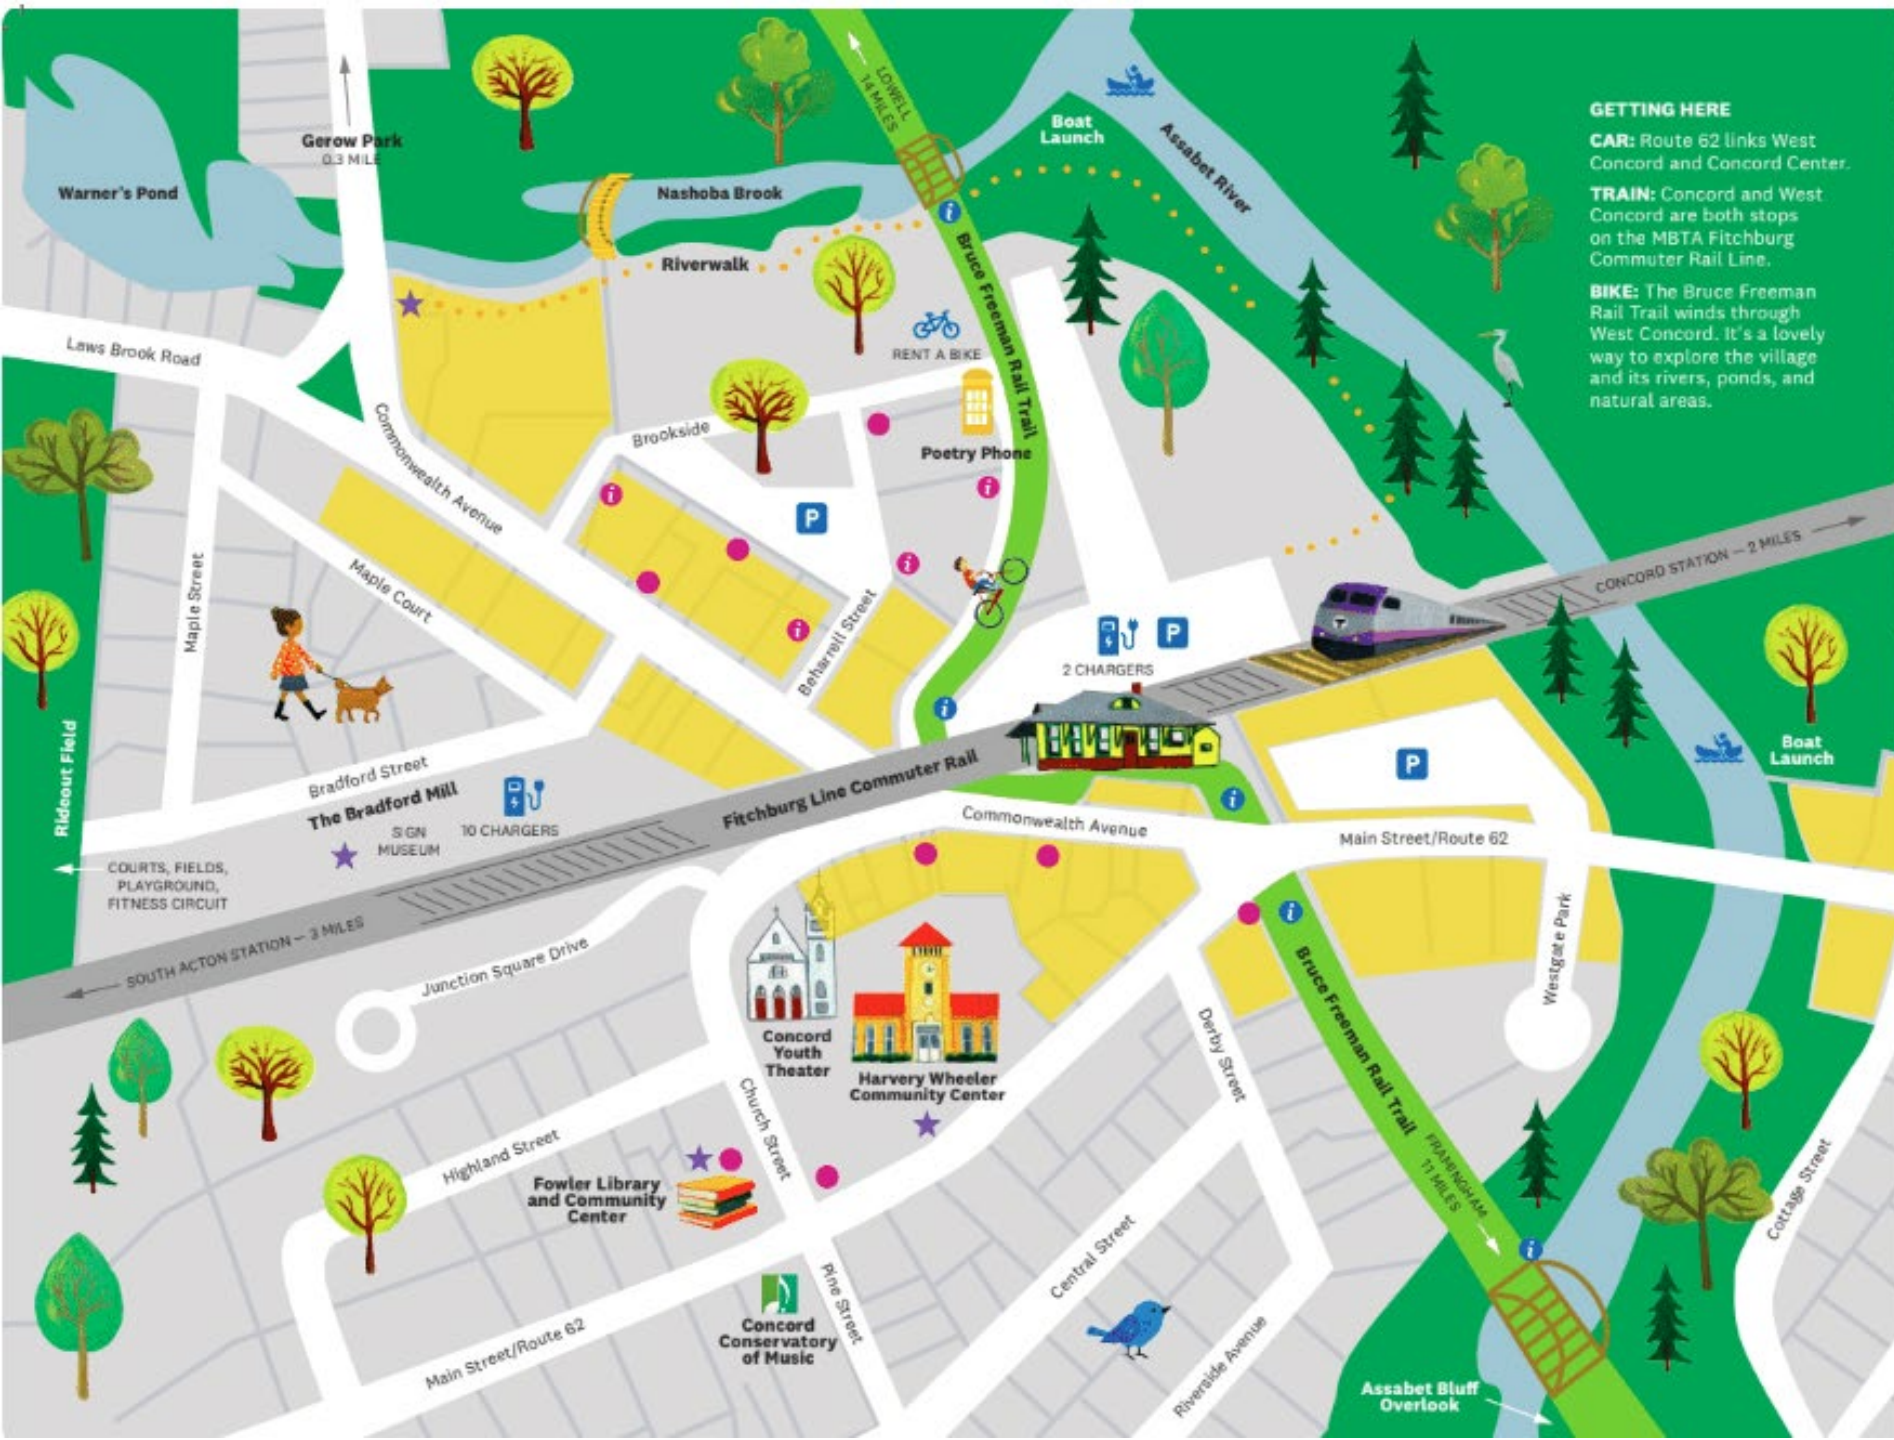 LOWELL
14 MILES
Gerow Park
0.3 MILE
Boat
Launch
Assabet River
GETTING HERE
CAR: Route 62 links West
Concord and Concord Center.
TRAIN: Concord and West
Concord are both stops
on the MBTA Fitchburg
Commuter Rail Line.
BIKE: The Bruce Freeman
Rail Trail winds through
West Concord. It's a lovely
way to explore the village
and its rivers, ponds, and
natural areas.
Warner's Pond
Nashoba Brook
i
Riverwalk
Bruce Freeman Rail Trail
Laws Brook Road
RENT A BIKE
Commonwealth Avenue
Brookside
Poetry Phone
i
i
P
i
Maple Street
Maple Court
Beharrell Street
i
CONCORD STATION — 2 MILES
T
P
2 CHARGERS
i
Rideout Field
Bradford Street
The Bradford Mill
SIGN
MUSEUM
10 CHARGERS
Fitchburg Line Commuter Rail
P
Boat
Launch
i
Commonwealth Avenue
Main Street/Route 62
COURTS, FIELDS,
PLAYGROUND,
FITNESS CIRCUIT
SOUTH ACTON STATION — 3 MILES
Junction Square Drive
i
Westgate Park
Bruce Freeman Rail Trail
Concord
Youth
Theater
Harvery Wheeler
Community Center
Derby Street
Church Street
Highland Street
Fowler Library
and Community
Center
FRAMINGHAM
11 MILES
i
Cottage Street
Central Street
Pine Street
Concord
Conservatory
of Music
Main Street/Route 62
Riverside Avenue
Assabet Bluff
Overlook